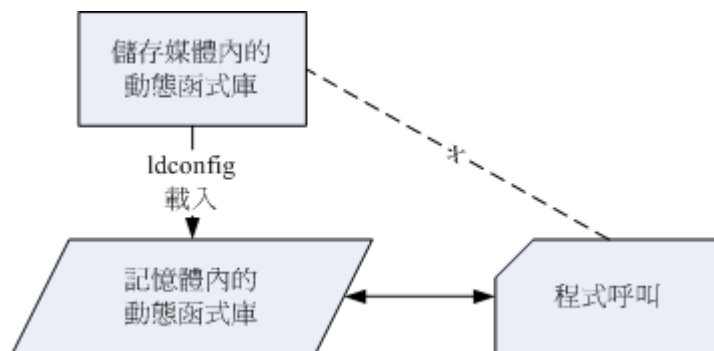 儲存媒體內的
動態函式庫
ldconfig
載入
x
記憶體內的
動態函式庫
程式呼叫